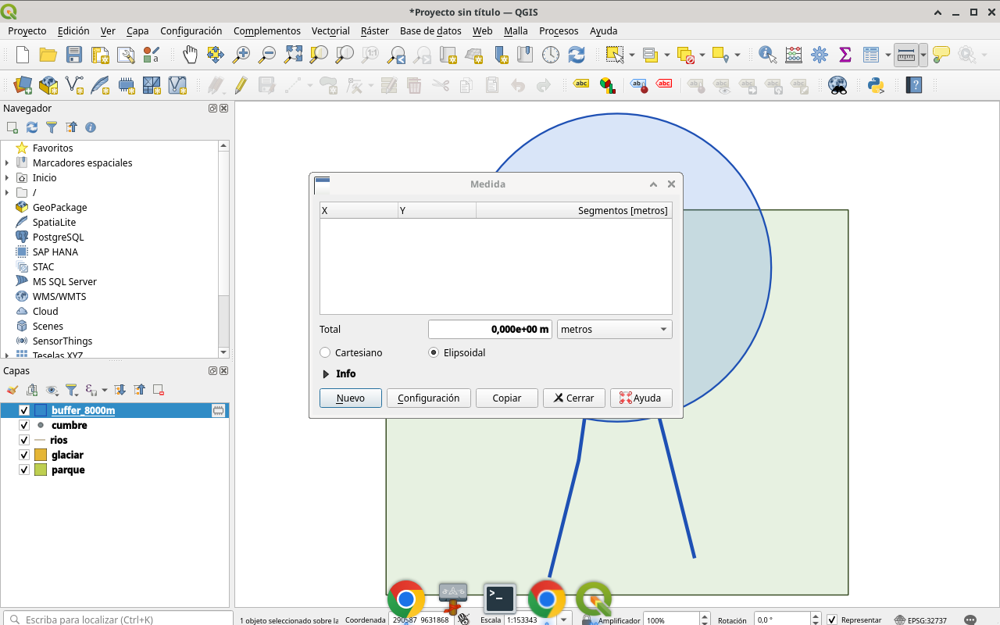 *Proyecto sin título — QGIS
Proyecto Edición Ver Capa Configuración Complementos Vectorial Ráster Base de datos Web Malla Procesos Ayuda
Navegador
Favoritos
Marcadores espaciales
Inicio
/
GeoPackage
SpatiaLite
PostgreSQL
SAP HANA
STAC
MS SQL Server
WMS/WMTS
Cloud
Scenes
SensorThings
Teselas XYZ
Capas
buffer_8000m
cumbre
rios
glaciar
parque
Medida
X Y Segmentos [metros]
Total 0,000e+00 m metros
Cartesiano Elipsoidal
Info
Nuevo Configuración Copiar Cerrar Ayuda
Escriba para localizar (Ctrl+K) 1 objeto seleccionado sobre la Coordenada 290587 9631868 Escala 1:153343 Amplificador 100% Rotación 0,0 ° Representar EPSG:32737